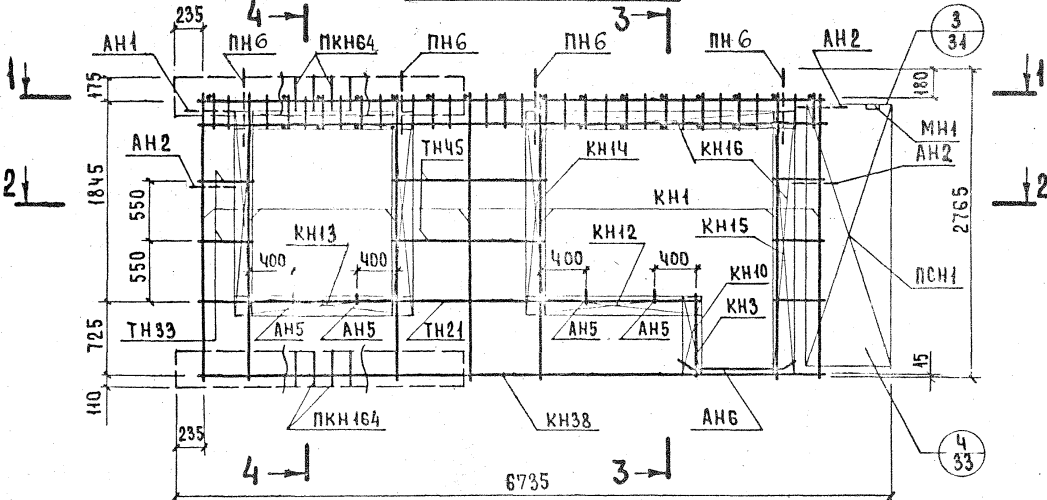 235
4
3
3
31
АН1
ПН6
ПКН64
ПН6
ПН6
ПН6
АН2
1
1
175
180
МН1
АН2
ТН45
КН14
КН16
АН2
2
2
1845
550
КН1
2765
КН13
КН12
КН15
550
400
400
400
400
КН10
ПСН1
КН3
ТН33
АН5
АН5
ТН21
АН5
АН5
725
15
110
ПКН164
КН38
АН6
235
4
3
4
33
6735